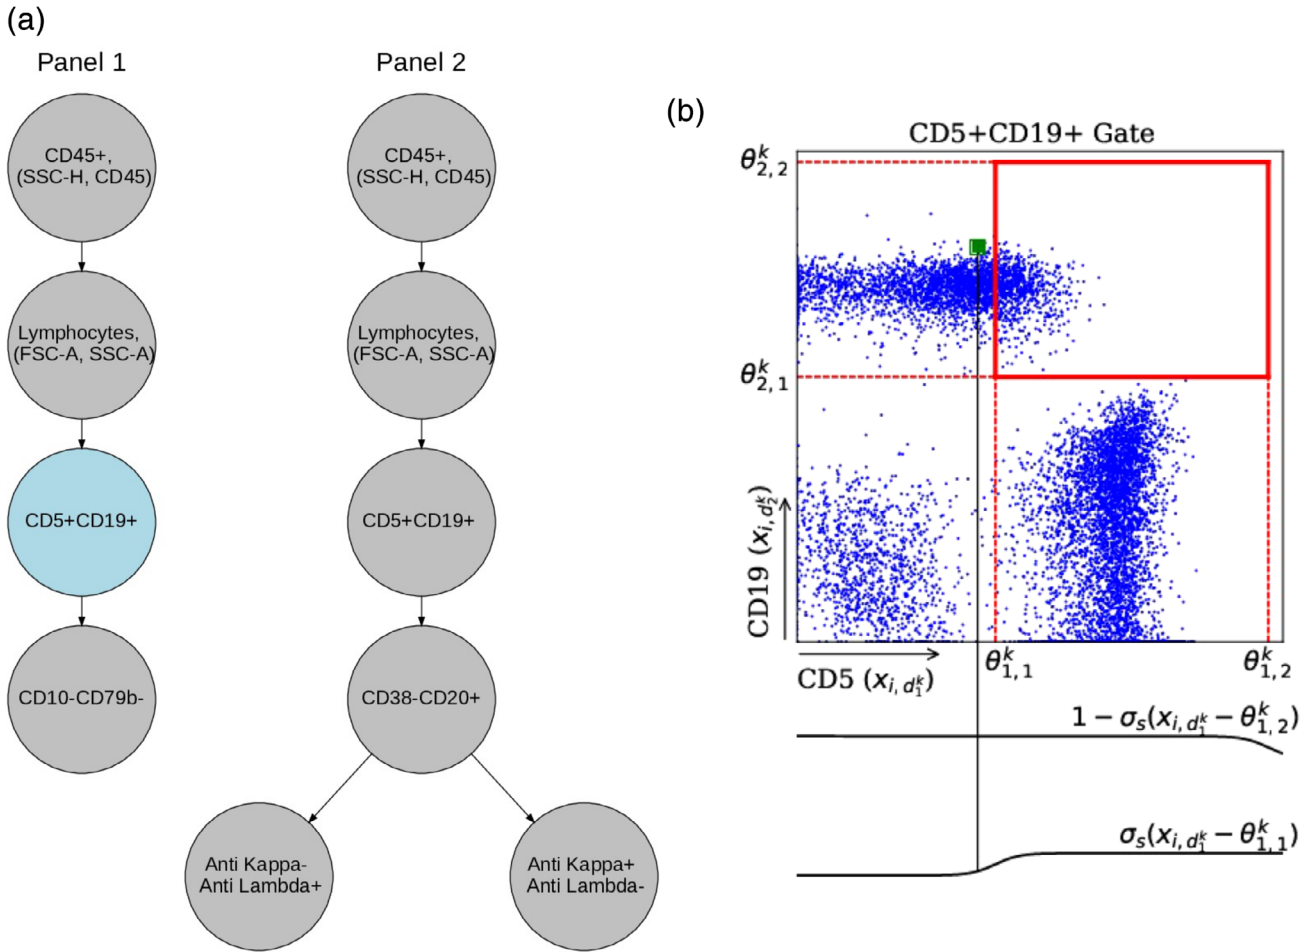 (a)
Panel 1
Panel 2
CD45+,
(SSC-H, CD45)
CD45+,
(SSC-H, CD45)
Lymphocytes,
(FSC-A, SSC-A)
Lymphocytes,
(FSC-A, SSC-A)
CD5+CD19+
CD5+CD19+
CD10-CD79b-
CD38-CD20+
Anti Kappa-
Anti Lambda+
Anti Kappa+
Anti Lambda-
(b)
CD5+CD19+ Gate
θ^k_{2,2}
θ^k_{2,1}
CD19 (x_{i,d^k_2})
CD5 (x_{i,d^k_1})
θ^k_{1,1}
θ^k_{1,2}
1 − σ_s(x_{i,d^k_1} − θ^k_{1,2})
σ_s(x_{i,d^k_1} − θ^k_{1,1})